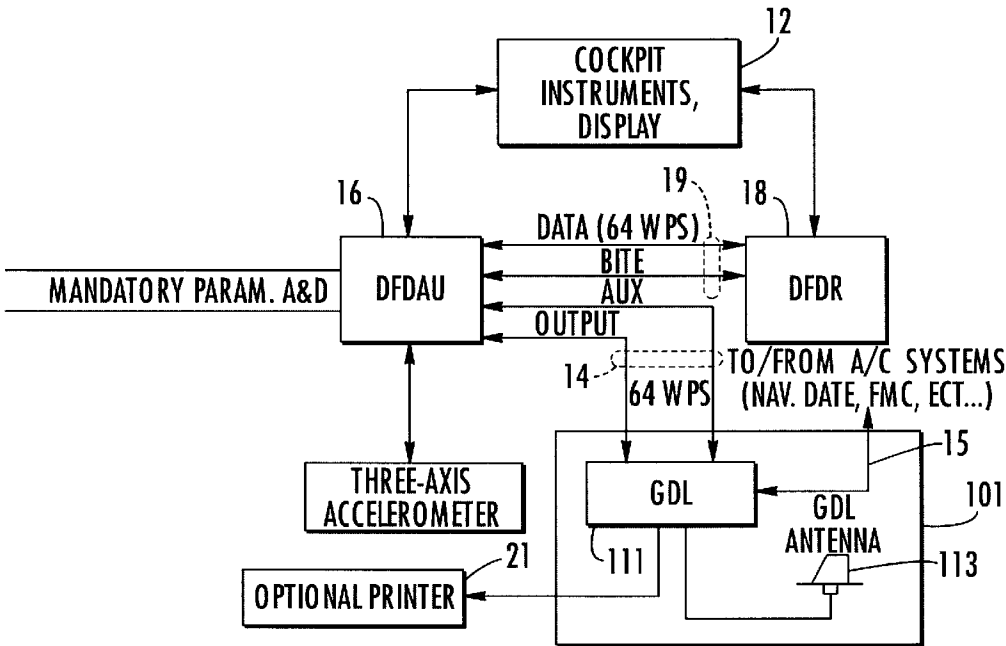 12
COCKPIT
INSTRUMENTS,
DISPLAY
16
19
18
DATA (64 WPS)
MANDATORY PARAM. A&D
DFDAU
BITE
DFDR
AUX
OUTPUT
14
TO/FROM A/C SYSTEMS
(NAV. DATE, FMC, ECT...)
64 WPS
15
THREE-AXIS
ACCELEROMETER
GDL
101
GDL
ANTENNA
21
111
113
OPTIONAL PRINTER